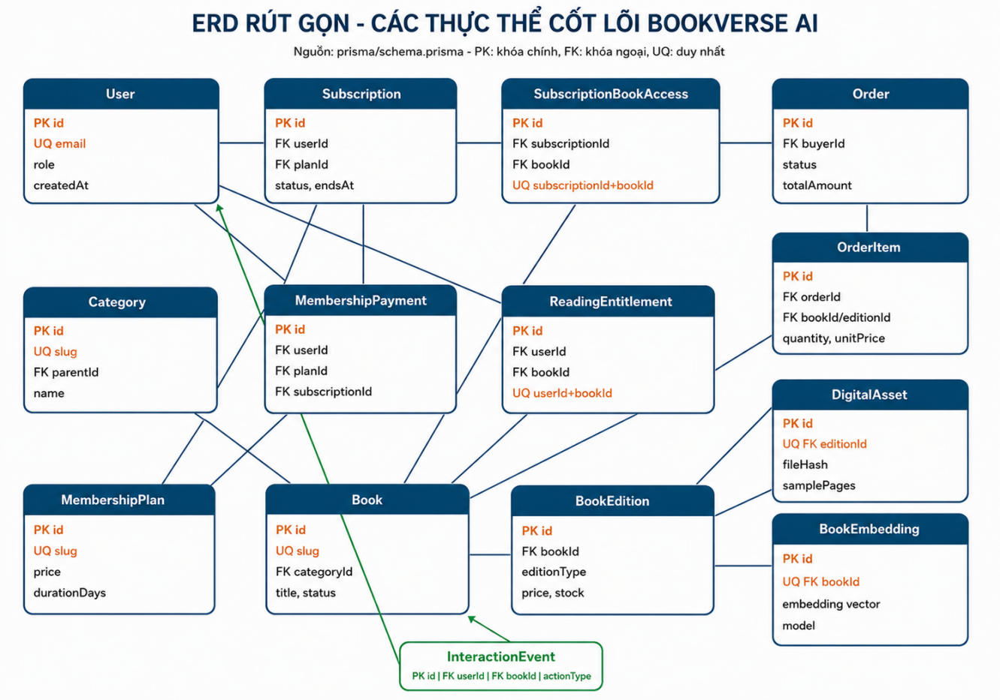 ERD RÚT GỌN - CÁC THỰC THỂ CỐT LÕI BOOKVERSE AI
Nguồn: prisma/schema.prisma - PK: khóa chính, FK: khóa ngoại, UQ: duy nhất
User
PK id
UQ email
role
createdAt
Subscription
PK id
FK userId
FK planId
status, endsAt
SubscriptionBookAccess
PK id
FK subscriptionId
FK bookId
UQ subscriptionId+bookId
Order
PK id
FK buyerId
status
totalAmount
OrderItem
PK id
FK orderId
FK bookId/editionId
quantity, unitPrice
Category
PK id
UQ slug
FK parentId
name
MembershipPayment
PK id
FK userId
FK planId
FK subscriptionId
ReadingEntitlement
PK id
FK userId
FK bookId
UQ userId+bookId
DigitalAsset
PK id
UQ FK editionId
fileHash
samplePages
MembershipPlan
PK id
UQ slug
price
durationDays
Book
PK id
UQ slug
FK categoryId
title, status
BookEdition
PK id
FK bookId
editionType
price, stock
BookEmbedding
PK id
UQ FK bookId
embedding vector
model
InteractionEvent
PK id | FK userId | FK bookId | actionType